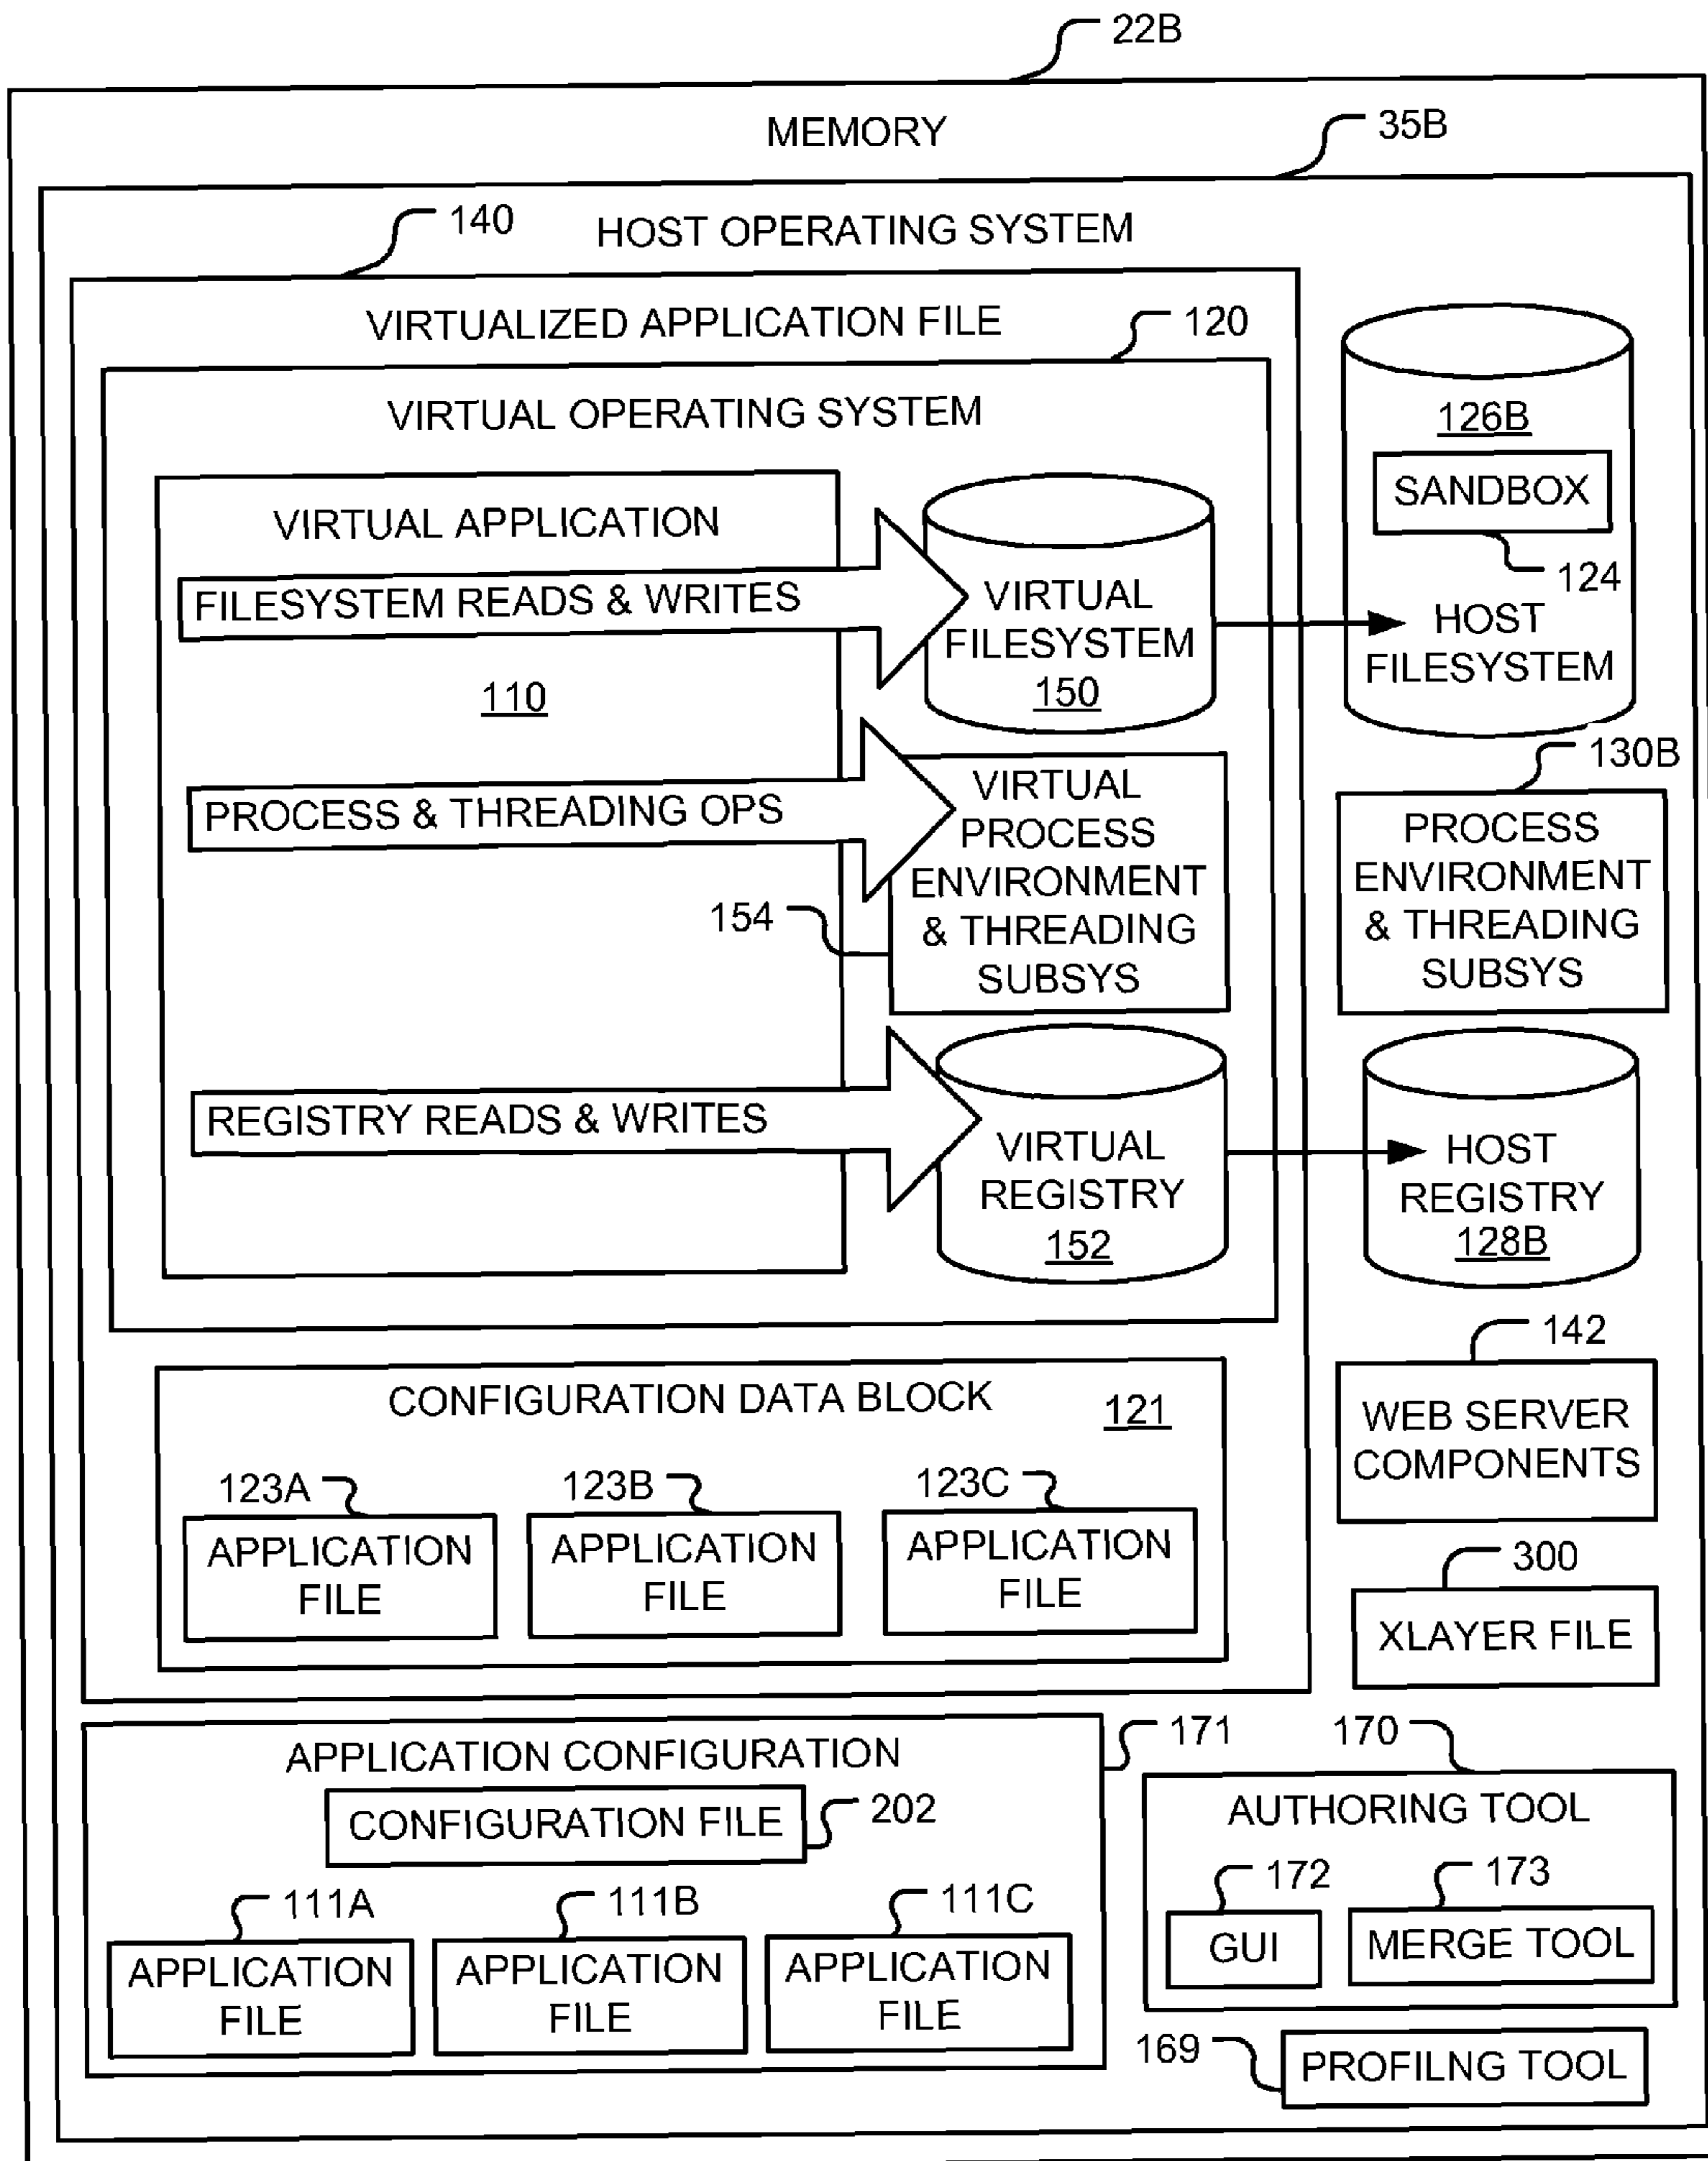 22B
MEMORY
35B
HOST OPERATING SYSTEM
140
VIRTUALIZED APPLICATION FILE
120
VIRTUAL OPERATING SYSTEM
VIRTUAL APPLICATION
FILESYSTEM READS & WRITES
110
PROCESS & THREADING OPS
154
REGISTRY READS & WRITES
VIRTUAL
FILESYSTEM
150
VIRTUAL
PROCESS
ENVIRONMENT
& THREADING
SUBSYS
VIRTUAL
REGISTRY
152
126B
SANDBOX
124
HOST
FILESYSTEM
130B
PROCESS
ENVIRONMENT
& THREADING
SUBSYS
HOST
REGISTRY
128B
142
WEB SERVER
COMPONENTS
300
XLAYER FILE
CONFIGURATION DATA BLOCK
121
123A
APPLICATION
FILE
123B
APPLICATION
FILE
123C
APPLICATION
FILE
171
APPLICATION CONFIGURATION
CONFIGURATION FILE
202
111A
APPLICATION
FILE
111B
APPLICATION
FILE
111C
APPLICATION
FILE
170
AUTHORING TOOL
172
GUI
173
MERGE TOOL
169
PROFILNG TOOL